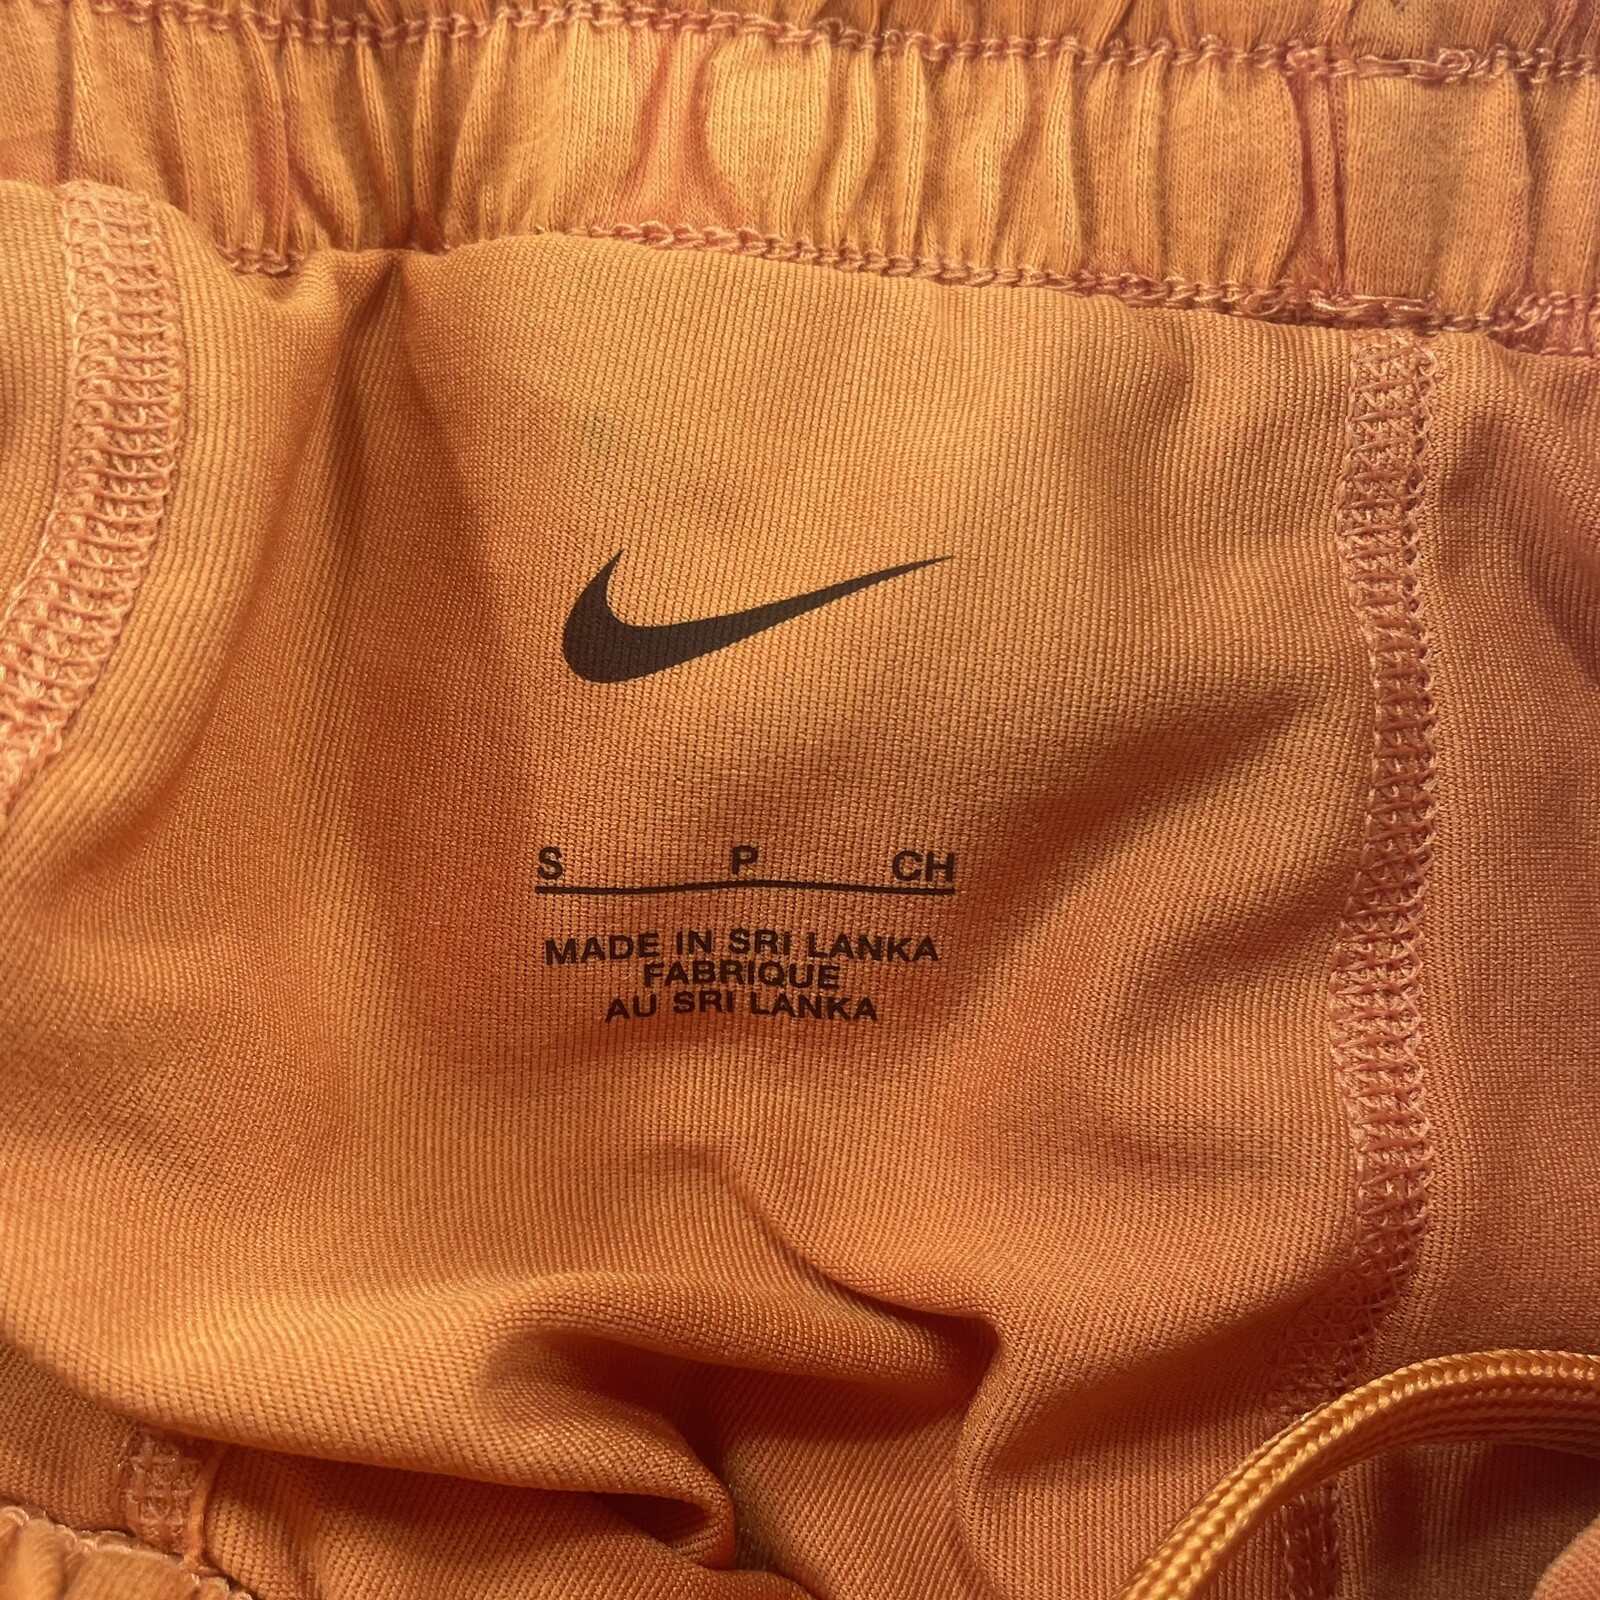 S P CH
MADE IN SRI LANKA
FABRIQUE
AU SRI LANKA